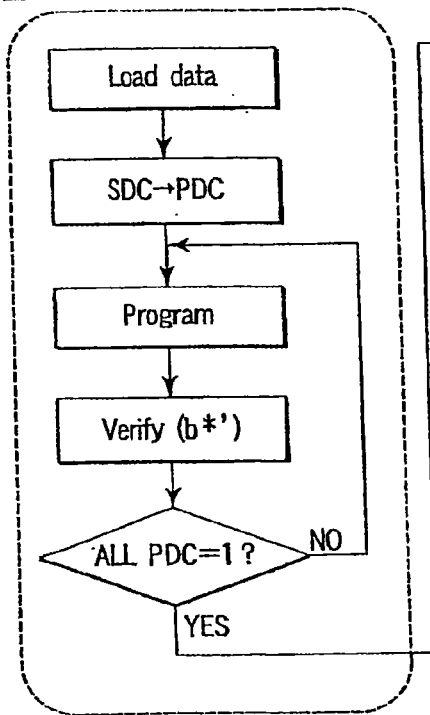 Load data
SDC→PDC
Program
Verify (b*')
ALL PDC=1?
NO
YES